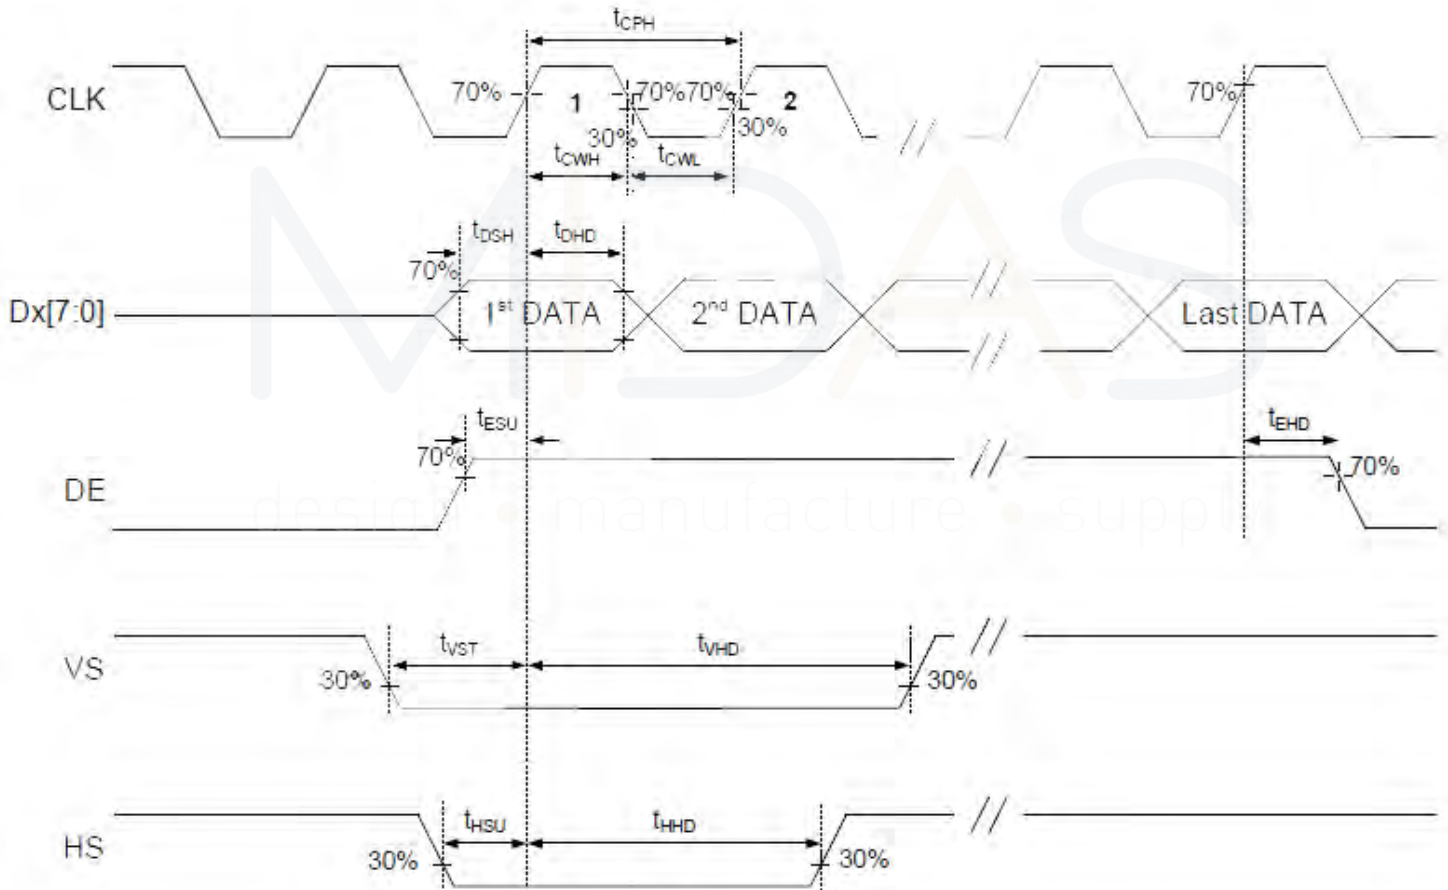 tCPH
CLK 70% 1 70% 70% 2 70%
30% 30%
tCWH tCWL
tDSH tDHD
70%
Dx[7:0] 1st DATA 2nd DATA Last DATA
tESU tEHD
70% 70%
DE
design • manufacture • supply
MIDAS
tVST tVHD
VS 30% 30%
tHSU tHHD
HS 30% 30%